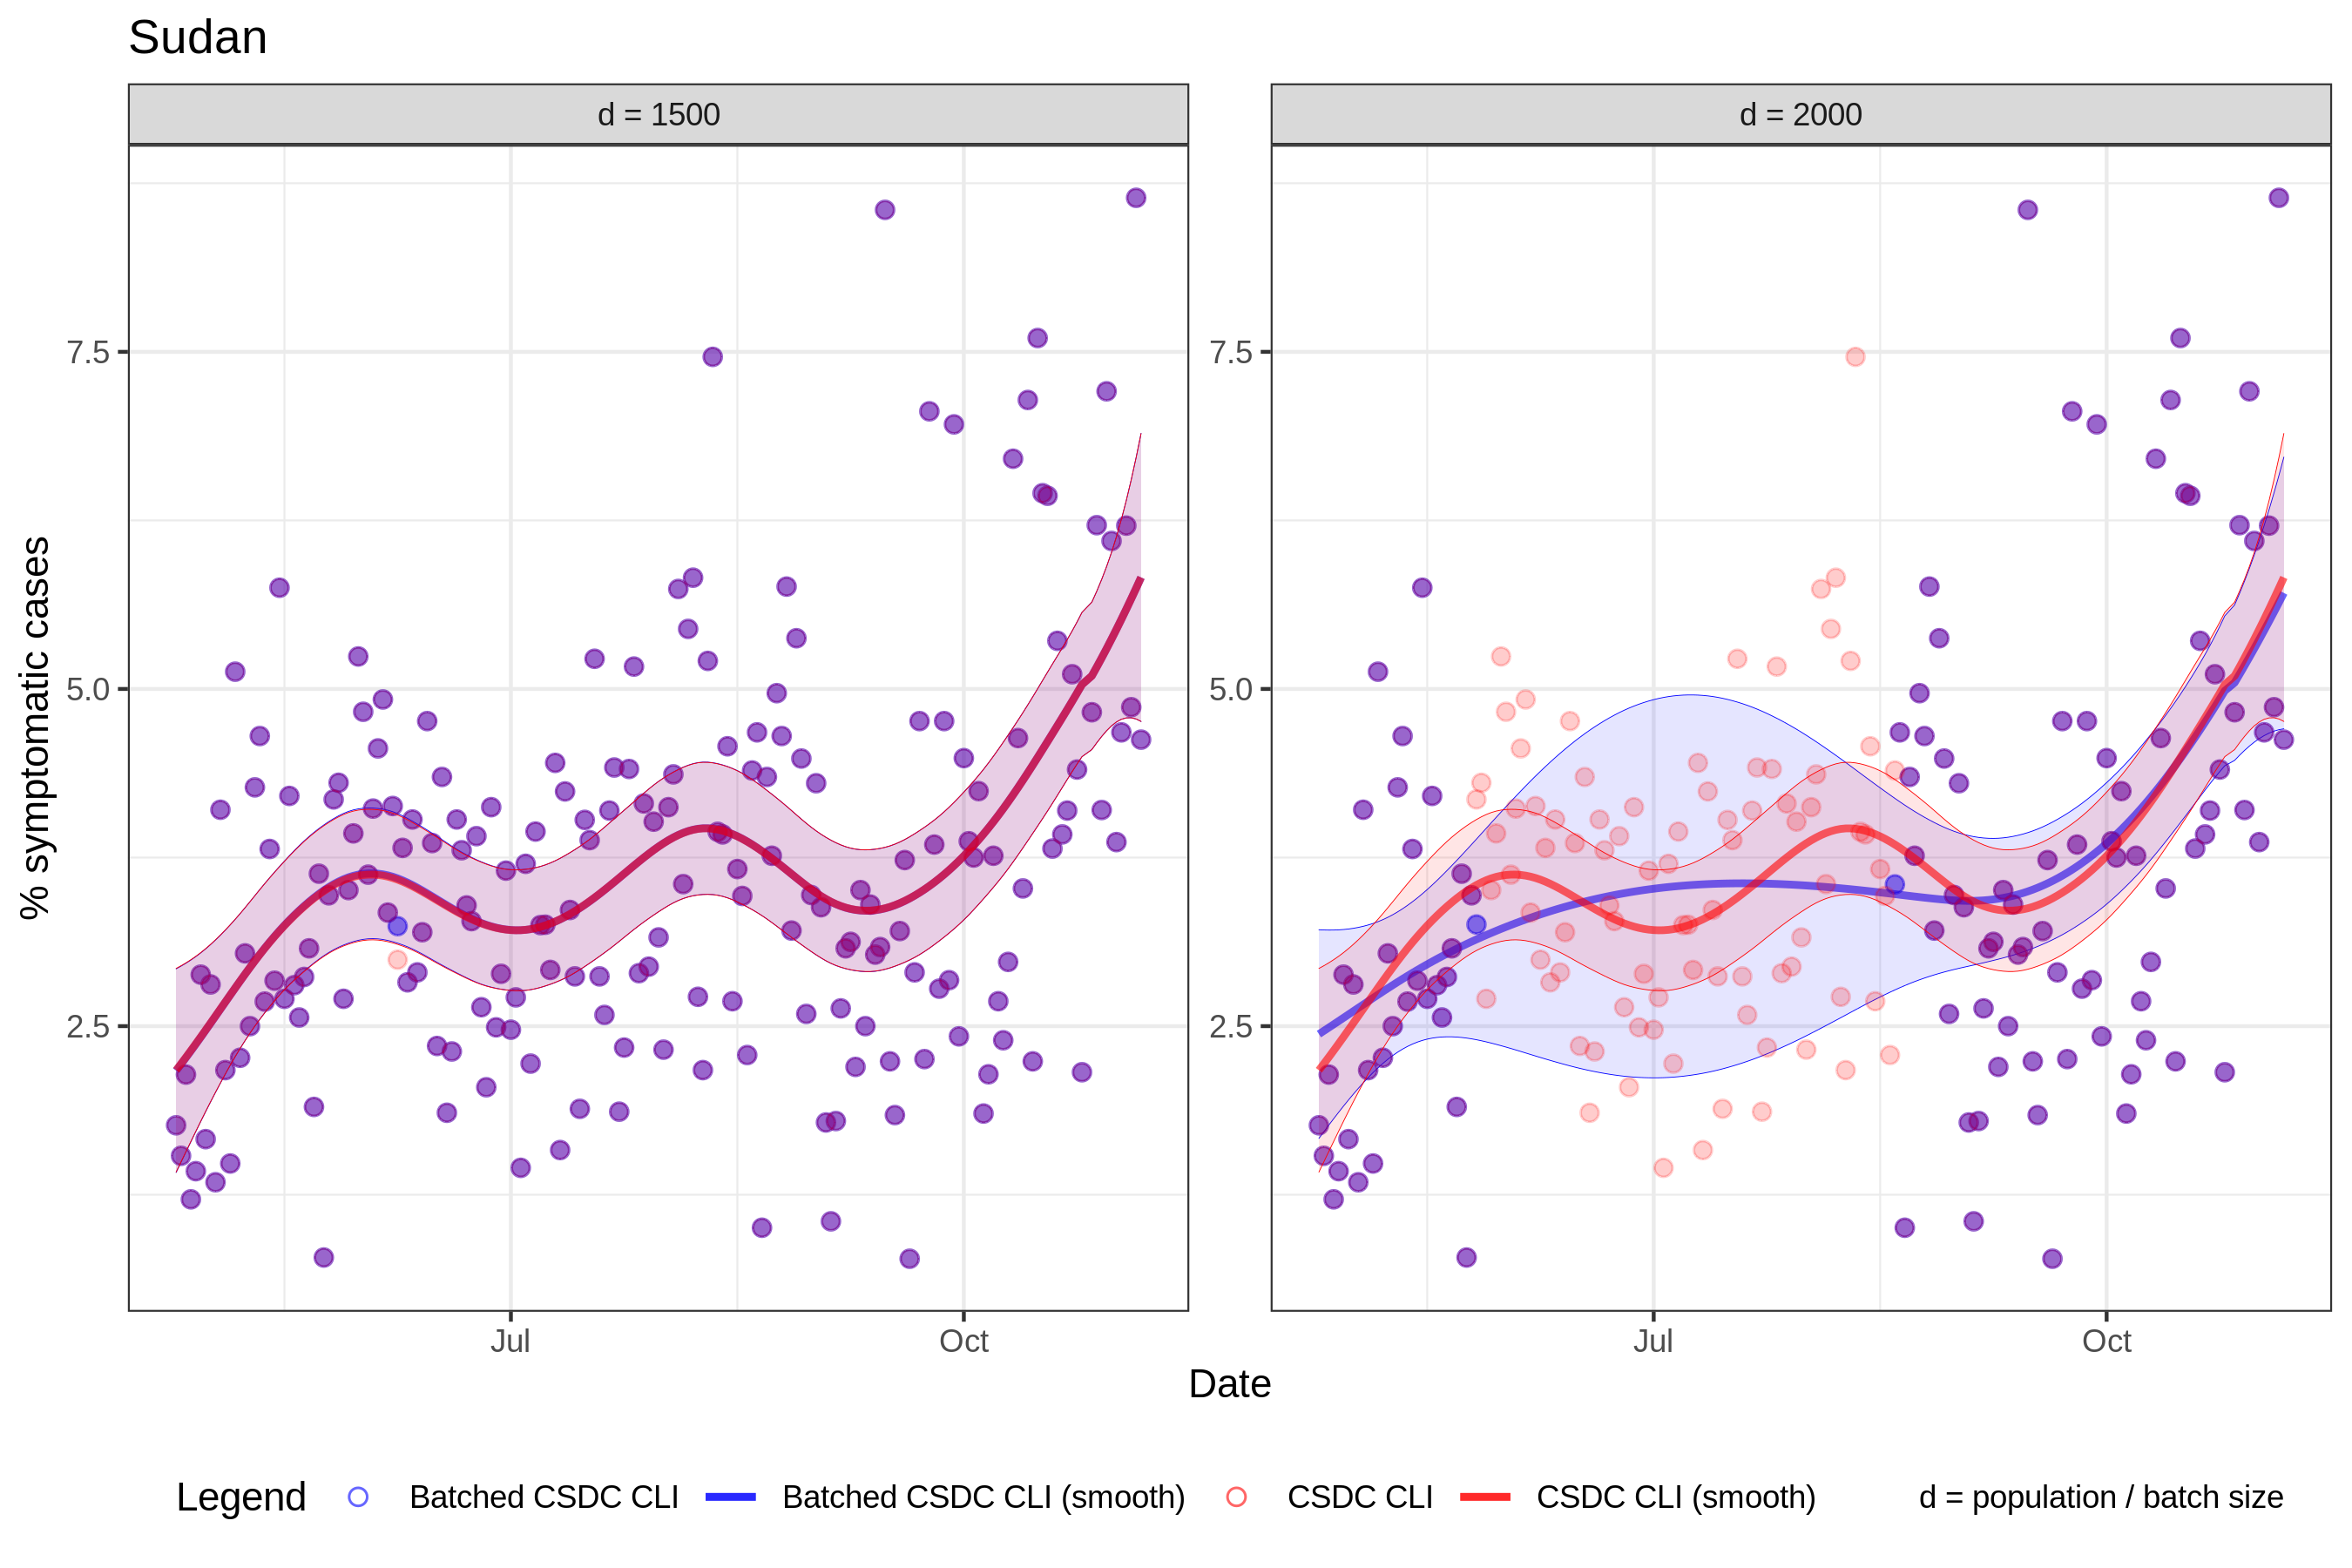 Sudan
d = 1500
d = 2000
% symptomatic cases
7.5
5.0
2.5
7.5
5.0
2.5
Jul
Oct
Jul
Oct
Date
Legend
Batched CSDC CLI
Batched CSDC CLI (smooth)
CSDC CLI
CSDC CLI (smooth)
d = population / batch size